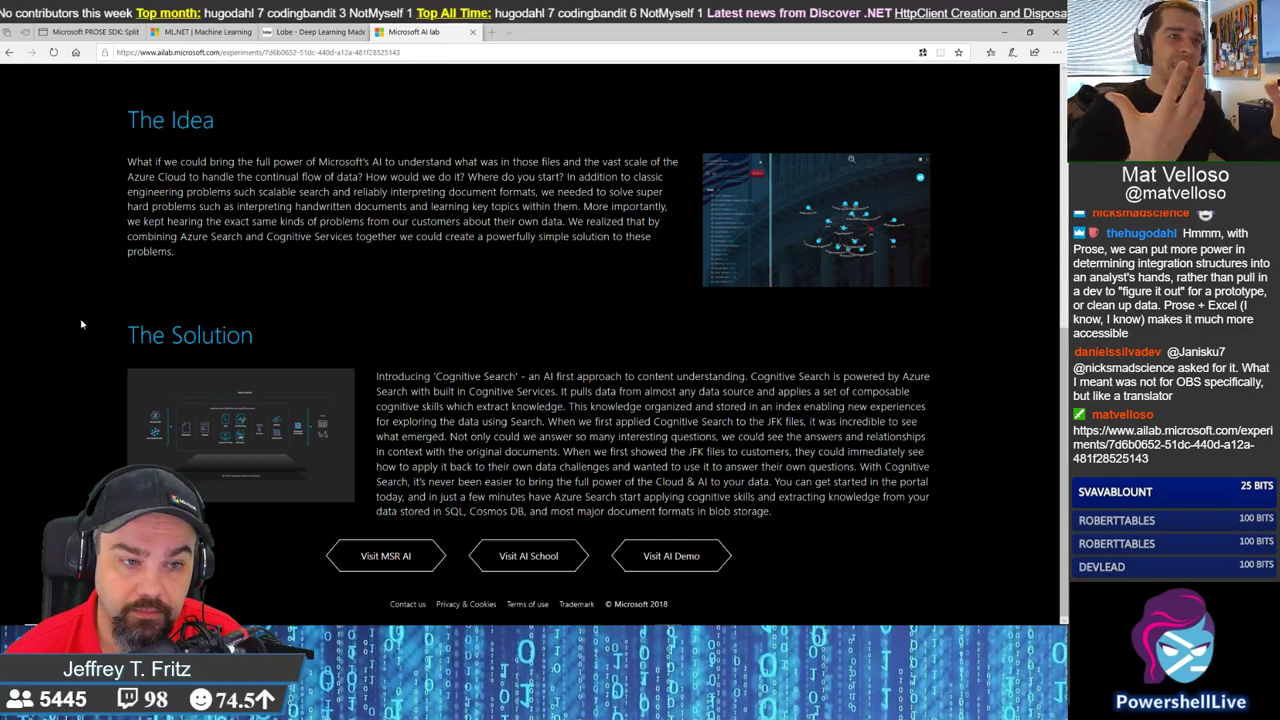 No contributors this week Top month: hugodahl 7 codingbandit 3 NotMyself 1 Top All Time: hugodahl 7 codingbandit 6 NotMyself 1 Latest news from Discover .NET HttpClient Creation and Disposa
Microsoft PROSE SDK: Split
ML.NET | Machine Learning
Lobe - Deep Learning Made
Microsoft AI lab
https://www.ailab.microsoft.com/experiments/7d6b0652-51dc-440d-a12a-481f28525143
The Idea
What if we could bring the full power of Microsoft's AI to understand what was in those files and the vast scale of the
Azure Cloud to handle the continual flow of data? How would we do it? Where do you start? In addition to classic
engineering problems such scalable search and reliably interpreting document formats, we needed to solve super
hard problems such as interpreting handwritten documents and learning key topics within them. More importantly,
we kept hearing the exact same kinds of problems from our customers about their own data. We realized that by
combining Azure Search and Cognitive Services together we could create a powerfully simple solution to these
problems.
The Solution
Introducing 'Cognitive Search' - an AI first approach to content understanding. Cognitive Search is powered by Azure
Search with built in Cognitive Services. It pulls data from almost any data source and applies a set of composable
cognitive skills which extract knowledge. This knowledge organized and stored in an index enabling new experiences
for exploring the data using Search. When we first applied Cognitive Search to the JFK files, it was incredible to see
what emerged. Not only could we answer so many interesting questions, we could see the answers and relationships
in context with the original documents. When we first showed the JFK files to customers, they could immediately see
how to apply it back to their own data challenges and wanted to use it to answer their own questions. With Cognitive
Search, it's never been easier to bring the full power of the Cloud & AI to your data. You can get started in the portal
today, and in just a few minutes have Azure Search start applying cognitive skills and extracting knowledge from your
data stored in SQL, Cosmos DB, and most major document formats in blob storage.
Visit MSR AI
Visit AI School
Visit AI Demo
Contact us
Privacy & Cookies
Terms of use
Trademark
© Microsoft 2018
Mat Velloso
@matvelloso
nicksmadscience
thehugodahl Hmmm, with
Prose, we can put more power in
determining integration structures into
an analyst's hands, rather than pull in
a dev to "figure it out" for a prototype,
or clean up data. Prose + Excel (I
know, I know) makes it much more
accessible
danielssilvadev @Janisku7
@nicksmadscience asked for it. What
I meant was not for OBS specifically,
but like a translator
matvelloso
https://www.ailab.microsoft.com/experi
ments/7d6b0652-51dc-440d-a12a-
481f28525143
SVAVABLOUNT 25 BITS
ROBERTTABLES 100 BITS
ROBERTTABLES 100 BITS
DEVLEAD 100 BITS
PowershellLive
Jeffrey T. Fritz
5445
98
74.5